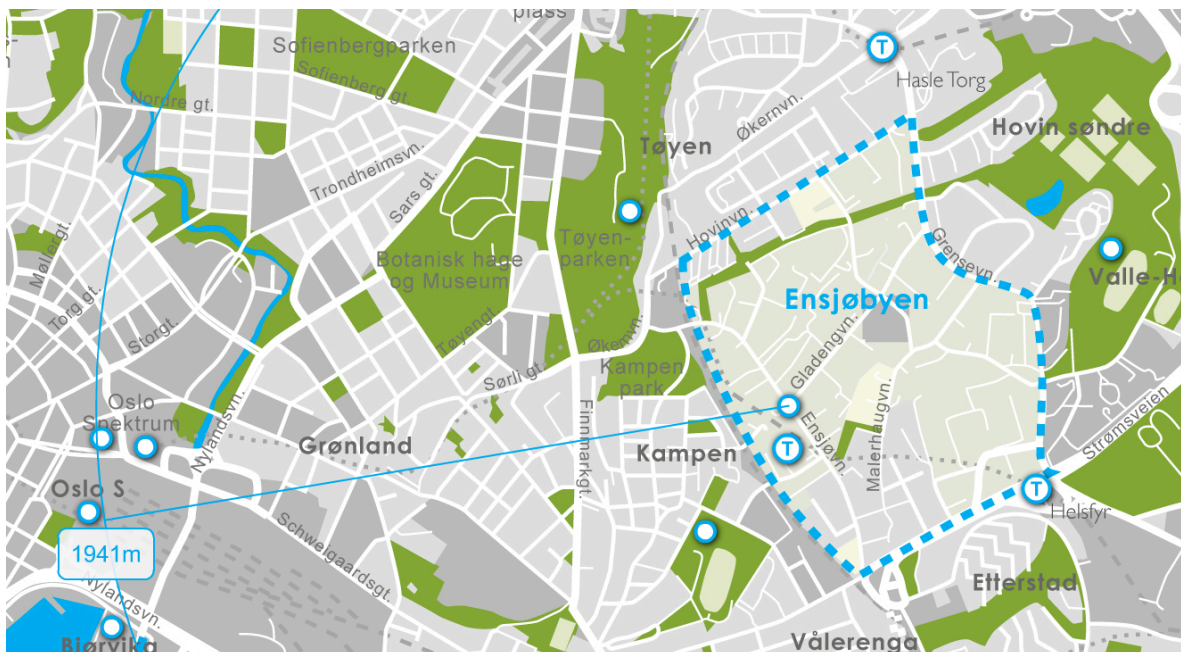 plass
Sofienbergparken
Sofienberg gt.
Nordre gt.
T
Hasle Torg
Økernvn.
Hovin søndre
Tøyen
Trondheimsvn.
Sars gt.
Hovinvn.
Grensevn.
Møllergt.
Botanisk hage
og Museum
Tøyen-
parken
Valle-Ho
Torg gt.
Storgt.
Ensjøbyen
Tøyengt.
Økernvn.
Gladengvn.
Sørli gt.
Kampen
park
Oslo
Spektrum
Nylandsvn.
Grønland
Finnmarkgt.
Kampen
Ensjøvn.
T
Malerhaugvn.
Strømsveien
Oslo S
T
Helsfyr
1941m
Schweigaardsgt.
Nylandsvn.
Etterstad
Bjørvika
Vålerenga